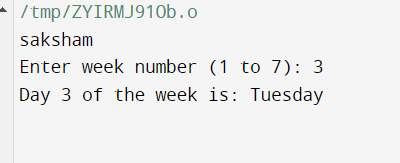 /tmp/ZYIRMJ91Ob.o
saksham
Enter week number (1 to 7): 3
Day 3 of the week is: Tuesday